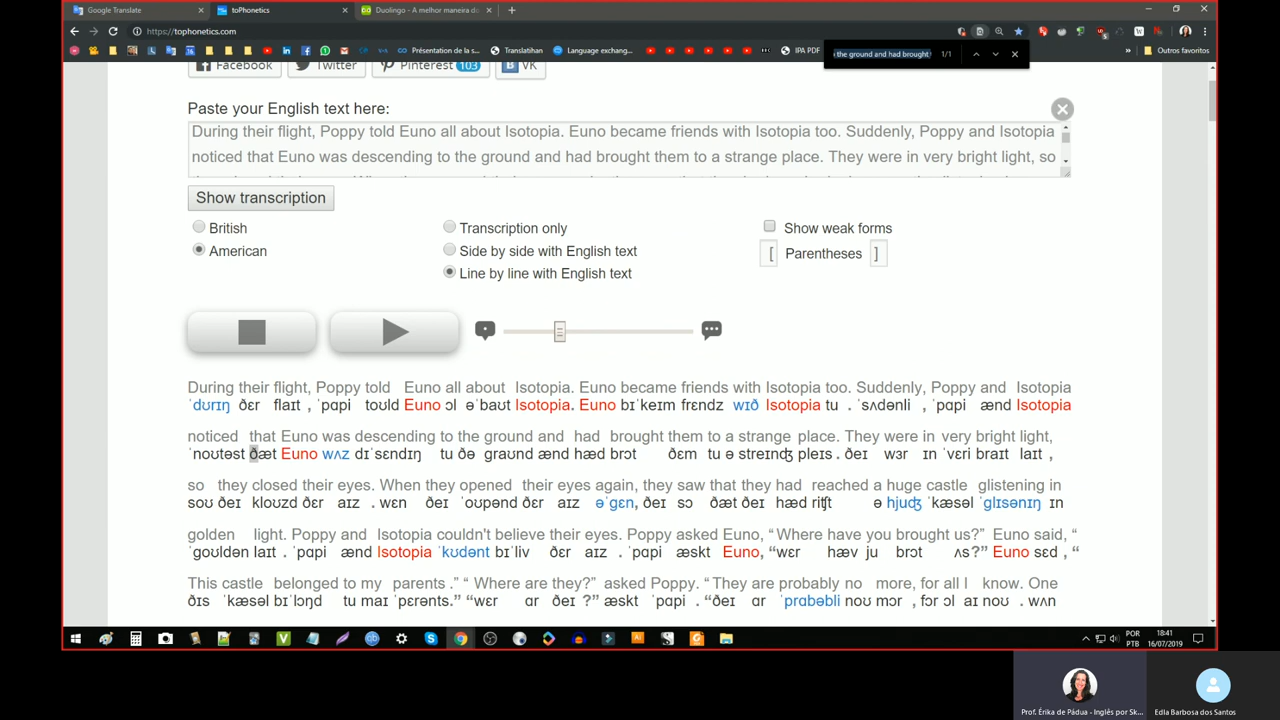 Google Translate
toPhonetics
Duolingo - A melhor maneira d
https://tophonetics.com
Présentation de la s...
Translatihan
Language exchang...
IPA PDF
the ground and had brought
1/1
Outros favoritos
Facebook
Twitter
Pinterest 103
VK
Paste your English text here:
During their flight, Poppy told Euno all about Isotopia. Euno became friends with Isotopia too. Suddenly, Poppy and Isotopia
noticed that Euno was descending to the ground and had brought them to a strange place. They were in very bright light, so
Show transcription
British
Transcription only
Show weak forms
American
Side by side with English text
[ Parentheses ]
Line by line with English text
During their flight, Poppy told Euno all about Isotopia. Euno became friends with Isotopia too. Suddenly, Poppy and Isotopia
ˈdʊrɪŋ ðɛr flaɪt , ˈpɑpi toʊld Euno ɔl əˈbaʊt Isotopia. Euno bɪˈkeɪm frɛndz wɪð Isotopia tu . ˈsʌdənli , ˈpɑpi ænd Isotopia
noticed that Euno was descending to the ground and had brought them to a strange place. They were in very bright light,
ˈnoʊtəst ðæt Euno wʌz dɪˈsɛndɪŋ tu ðə graʊnd ænd hæd brɔt ðɛm tu ə streɪnʤ pleɪs . ðeɪ wɜr ɪn ˈvɛri braɪt laɪt ,
so they closed their eyes. When they opened their eyes again, they saw that they had reached a huge castle glistening in
soʊ ðeɪ kloʊzd ðɛr aɪz . wɛn ðeɪ ˈoʊpənd ðɛr aɪz əˈgɛn, ðeɪ sɔ ðæt ðeɪ hæd riʧt ə hjuʤ ˈkæsəl ˈglɪsənɪŋ ɪn
golden light. Poppy and Isotopia couldn't believe their eyes. Poppy asked Euno, “Where have you brought us?” Euno said, “
ˈgoʊldən laɪt . ˈpɑpi ænd Isotopia ˈkʊdənt bɪˈliv ðɛr aɪz . ˈpɑpi æskt Euno, “wɛr hæv ju brɔt ʌs?” Euno sɛd , “
This castle belonged to my parents .” “ Where are they?” asked Poppy. “ They are probably no more, for all I know. One
ðɪs ˈkæsəl bɪˈlɔŋd tu maɪ ˈpɛrənts.” “wɛr ɑr ðeɪ ?” æskt ˈpɑpi . “ðeɪ ɑr ˈprɑbəbli noʊ mɔr , fɔr ɔl aɪ noʊ . wʌn
POR
PTB
18:41
16/07/2019
Prof. Érika de Pádua - Inglês por Sk...
Edla Barbosa dos Santos